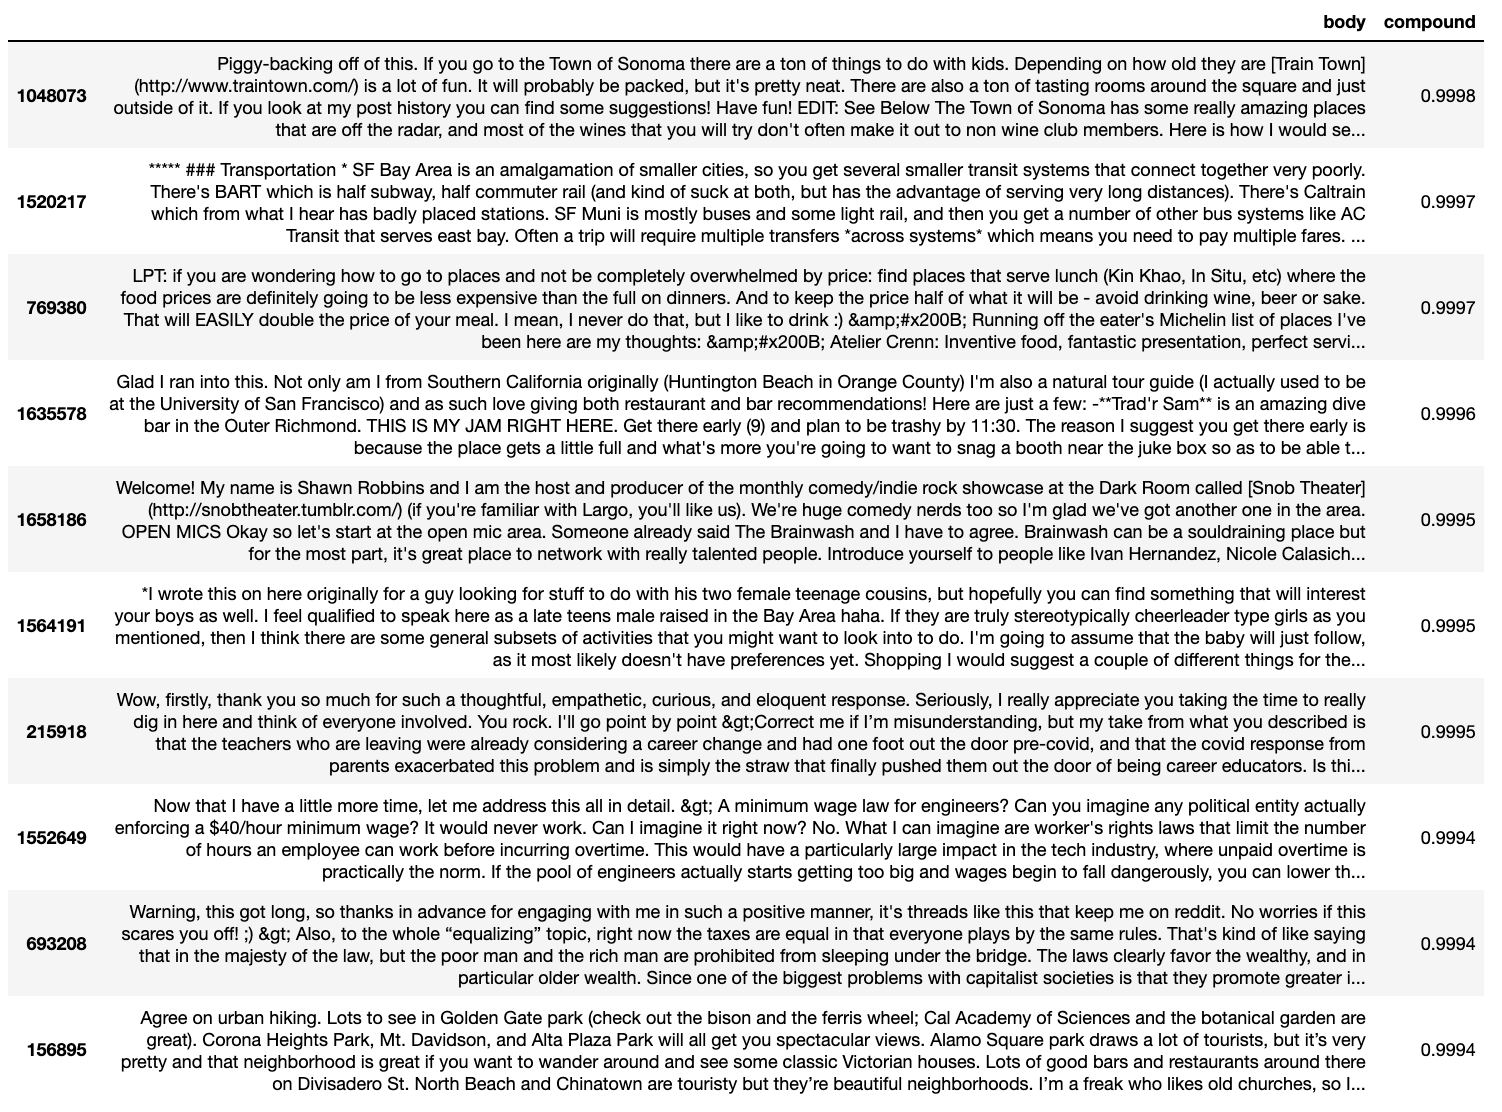 body compound
Piggy-backing off of this. If you go to the Town of Sonoma there are a ton of things to do with kids. Depending on how old they are [Train Town]
(http://www.traintown.com/) is a lot of fun. It will probably be packed, but it's pretty neat. There are also a ton of tasting rooms around the square and just
1048073 0.9998
outside of it. If you look at my post history you can find some suggestions! Have fun! EDIT: See Below The Town of Sonoma has some really amazing places
that are off the radar, and most of the wines that you will try don't often make it out to non wine club members. Here is how I would se...
***** ### Transportation * SF Bay Area is an amalgamation of smaller cities, so you get several smaller transit systems that connect together very poorly.
There's BART which is half subway, half commuter rail (and kind of suck at both, but has the advantage of serving very long distances). There's Caltrain
1520217 0.9997
which from what I hear has badly placed stations. SF Muni is mostly buses and some light rail, and then you get a number of other bus systems like AC
Transit that serves east bay. Often a trip will require multiple transfers *across systems* which means you need to pay multiple fares. ...
LPT: if you are wondering how to go to places and not be completely overwhelmed by price: find places that serve lunch (Kin Khao, In Situ, etc) where the
food prices are definitely going to be less expensive than the full on dinners. And to keep the price half of what it will be - avoid drinking wine, beer or sake.
769380 0.9997
That will EASILY double the price of your meal. I mean, I never do that, but I like to drink :) &amp;#x200B; Running off the eater's Michelin list of places I've
been here are my thoughts: &amp;#x200B; Atelier Crenn: Inventive food, fantastic presentation, perfect servi...
Glad I ran into this. Not only am I from Southern California originally (Huntington Beach in Orange County) I'm also a natural tour guide (I actually used to be
at the University of San Francisco) and as such love giving both restaurant and bar recommendations! Here are just a few: -**Trad'r Sam** is an amazing dive
1635578 0.9996
bar in the Outer Richmond. THIS IS MY JAM RIGHT HERE. Get there early (9) and plan to be trashy by 11:30. The reason I suggest you get there early is
because the place gets a little full and what's more you're going to want to snag a booth near the juke box so as to be able t...
Welcome! My name is Shawn Robbins and I am the host and producer of the monthly comedy/indie rock showcase at the Dark Room called [Snob Theater]
(http://snobtheater.tumblr.com/) (if you're familiar with Largo, you'll like us). We're huge comedy nerds too so I'm glad we've got another one in the area.
1658186 0.9995
OPEN MICS Okay so let's start at the open mic area. Someone already said The Brainwash and I have to agree. Brainwash can be a souldraining place but
for the most part, it's great place to network with really talented people. Introduce yourself to people like Ivan Hernandez, Nicole Calasich...
*I wrote this on here originally for a guy looking for stuff to do with his two female teenage cousins, but hopefully you can find something that will interest
your boys as well. I feel qualified to speak here as a late teens male raised in the Bay Area haha. If they are truly stereotypically cheerleader type girls as you
1564191 0.9995
mentioned, then I think there are some general subsets of activities that you might want to look into to do. I'm going to assume that the baby will just follow,
as it most likely doesn't have preferences yet. Shopping I would suggest a couple of different things for the...
Wow, firstly, thank you so much for such a thoughtful, empathetic, curious, and eloquent response. Seriously, I really appreciate you taking the time to really
dig in here and think of everyone involved. You rock. I'll go point by point &gt;Correct me if I’m misunderstanding, but my take from what you described is
215918 0.9995
that the teachers who are leaving were already considering a career change and had one foot out the door pre-covid, and that the covid response from
parents exacerbated this problem and is simply the straw that finally pushed them out the door of being career educators. Is thi...
Now that I have a little more time, let me address this all in detail. &gt; A minimum wage law for engineers? Can you imagine any political entity actually
enforcing a $40/hour minimum wage? It would never work. Can I imagine it right now? No. What I can imagine are worker's rights laws that limit the number
1552649 0.9994
of hours an employee can work before incurring overtime. This would have a particularly large impact in the tech industry, where unpaid overtime is
practically the norm. If the pool of engineers actually starts getting too big and wages begin to fall dangerously, you can lower th...
Warning, this got long, so thanks in advance for engaging with me in such a positive manner, it's threads like this that keep me on reddit. No worries if this
scares you off! ;) &gt; Also, to the whole “equalizing” topic, right now the taxes are equal in that everyone plays by the same rules. That's kind of like saying
693208 0.9994
that in the majesty of the law, but the poor man and the rich man are prohibited from sleeping under the bridge. The laws clearly favor the wealthy, and in
particular older wealth. Since one of the biggest problems with capitalist societies is that they promote greater i...
Agree on urban hiking. Lots to see in Golden Gate park (check out the bison and the ferris wheel; Cal Academy of Sciences and the botanical garden are
great). Corona Heights Park, Mt. Davidson, and Alta Plaza Park will all get you spectacular views. Alamo Square park draws a lot of tourists, but it’s very
156895 0.9994
pretty and that neighborhood is great if you want to wander around and see some classic Victorian houses. Lots of good bars and restaurants around there
on Divisadero St. North Beach and Chinatown are touristy but they’re beautiful neighborhoods. I’m a freak who likes old churches, so I...